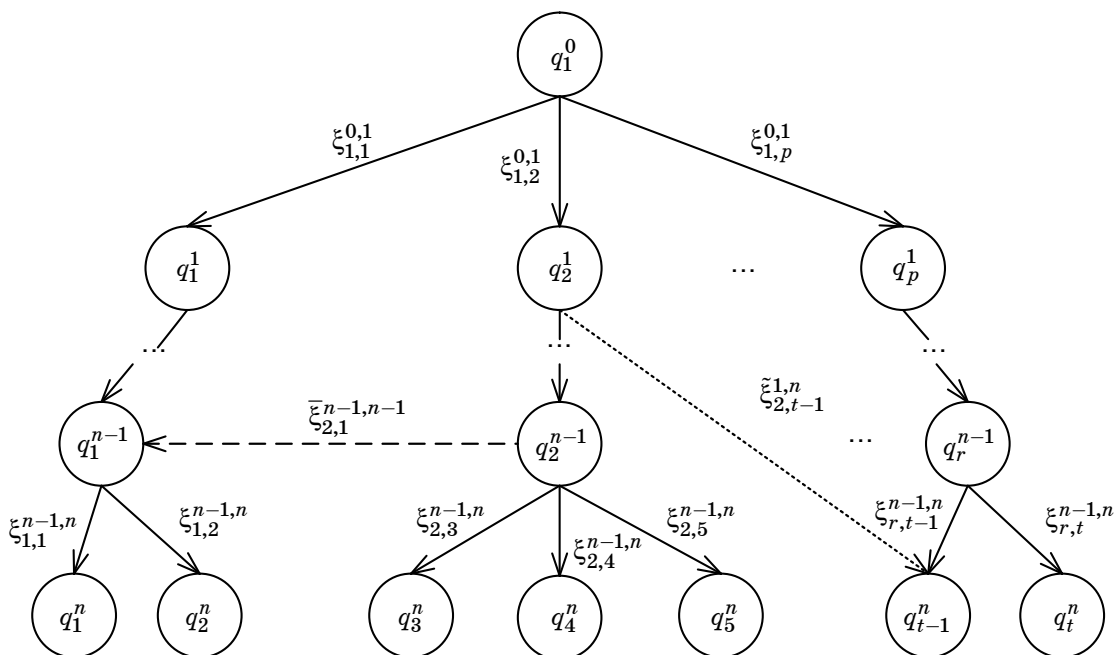 q_1^0
ξ_{1,1}^{0,1} ξ_{1,2}^{0,1} ξ_{1,p}^{0,1}
q_1^1 q_2^1 ... q_p^1
... ... ...
ξ̄_{2,1}^{n−1,n−1} ξ̃_{2,t−1}^{1,n}
q_1^{n−1} q_2^{n−1} ... q_r^{n−1}
ξ_{1,1}^{n−1,n} ξ_{1,2}^{n−1,n} ξ_{2,3}^{n−1,n} ξ_{2,4}^{n−1,n} ξ_{2,5}^{n−1,n} ξ_{r,t−1}^{n−1,n} ξ_{r,t}^{n−1,n}
q_1^n q_2^n q_3^n q_4^n q_5^n q_{t−1}^n q_t^n